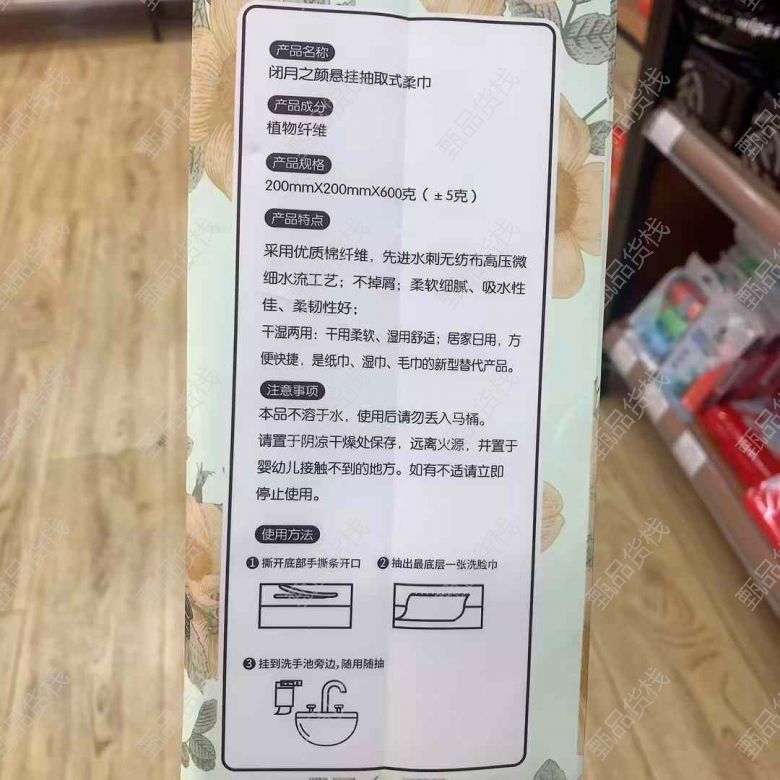 产品名称
闭月之颜悬挂抽取式柔巾
产品成分
植物纤维
产品规格
200mmX200mmX600克（±5克）
产品特点
采用优质棉纤维，先进水刺无纺布高压微
细水流工艺；不掉屑；柔软细腻、吸水性
佳、柔韧性好；
干湿两用：干用柔软、湿用舒适；居家日用，方
便快捷，是纸巾、湿巾、毛巾的新型替代产品。
注意事项
本品不溶于水，使用后请勿丢入马桶。
请置于阴凉干燥处保存，远离火源，并置于
婴幼儿接触不到的地方。如有不适请立即
停止使用。
使用方法
1 撕开底部手撕条开口
2 抽出最底层一张洗脸巾
3 挂到洗手池旁边,随用随抽
甄品货栈